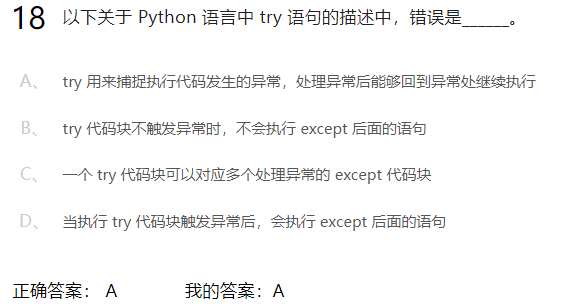 18 以下关于 Python 语言中 try 语句的描述中，错误是______。
A、 try 用来捕捉执行代码发生的异常，处理异常后能够回到异常处继续执行
B、 try 代码块不触发异常时，不会执行 except 后面的语句
C、 一个 try 代码块可以对应多个处理异常的 except 代码块
D、 当执行 try 代码块触发异常后，会执行 except 后面的语句
正确答案： A 我的答案：A